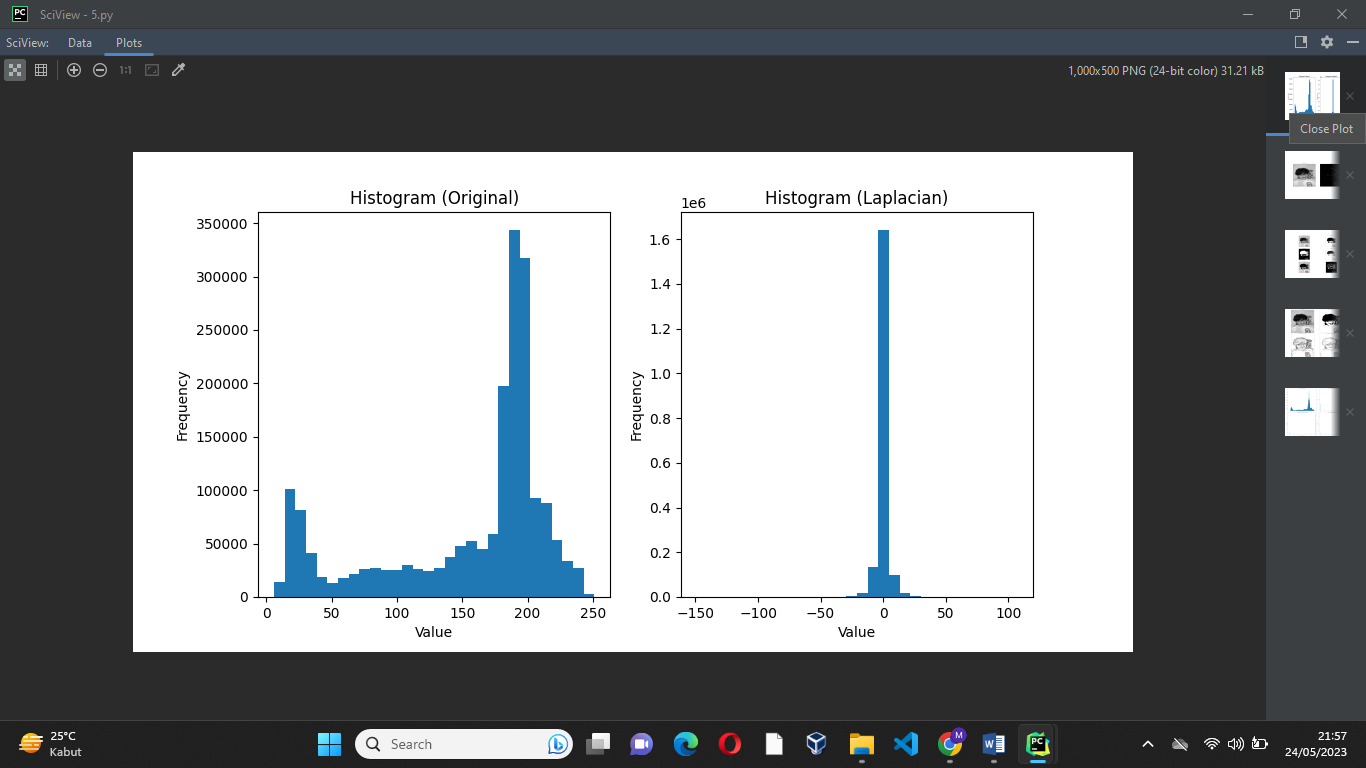 PC SciView - 5.py
SciView: Data Plots
1:1
1,000x500 PNG (24-bit color) 31.21 kB
Close Plot
Histogram (Original)
350000
300000
250000
200000
150000
100000
50000
0
Frequency
0 50 100 150 200 250
Value
Histogram (Laplacian)
1e6
1.6
1.4
1.2
1.0
0.8
0.6
0.4
0.2
0.0
Frequency
−150 −100 −50 0 50 100
Value
25°C
Kabut
Search
M
W
PC
21:57
24/05/2023